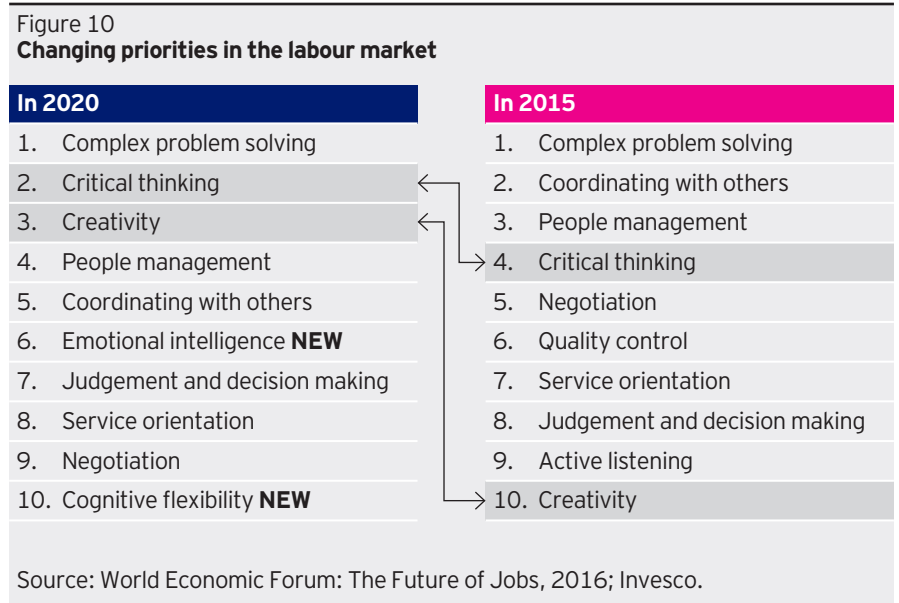 Figure 10
Changing priorities in the labour market
In 2020
1. Complex problem solving
2. Critical thinking
3. Creativity
4. People management
5. Coordinating with others
6. Emotional intelligence NEW
7. Judgement and decision making
8. Service orientation
9. Negotiation
10. Cognitive flexibility NEW
In 2015
1. Complex problem solving
2. Coordinating with others
3. People management
4. Critical thinking
5. Negotiation
6. Quality control
7. Service orientation
8. Judgement and decision making
9. Active listening
10. Creativity
Source: World Economic Forum: The Future of Jobs, 2016; Invesco.